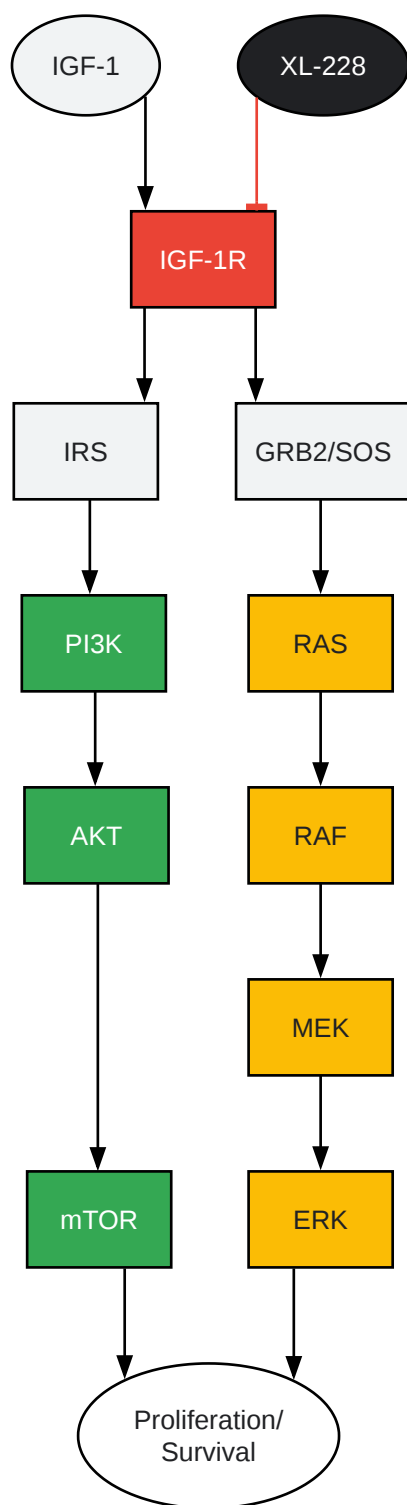 IGF-1
XL-228
IGF-1R
IRS
GRB2/SOS
PI3K
RAS
AKT
RAF
MEK
mTOR
ERK
Proliferation/
Survival